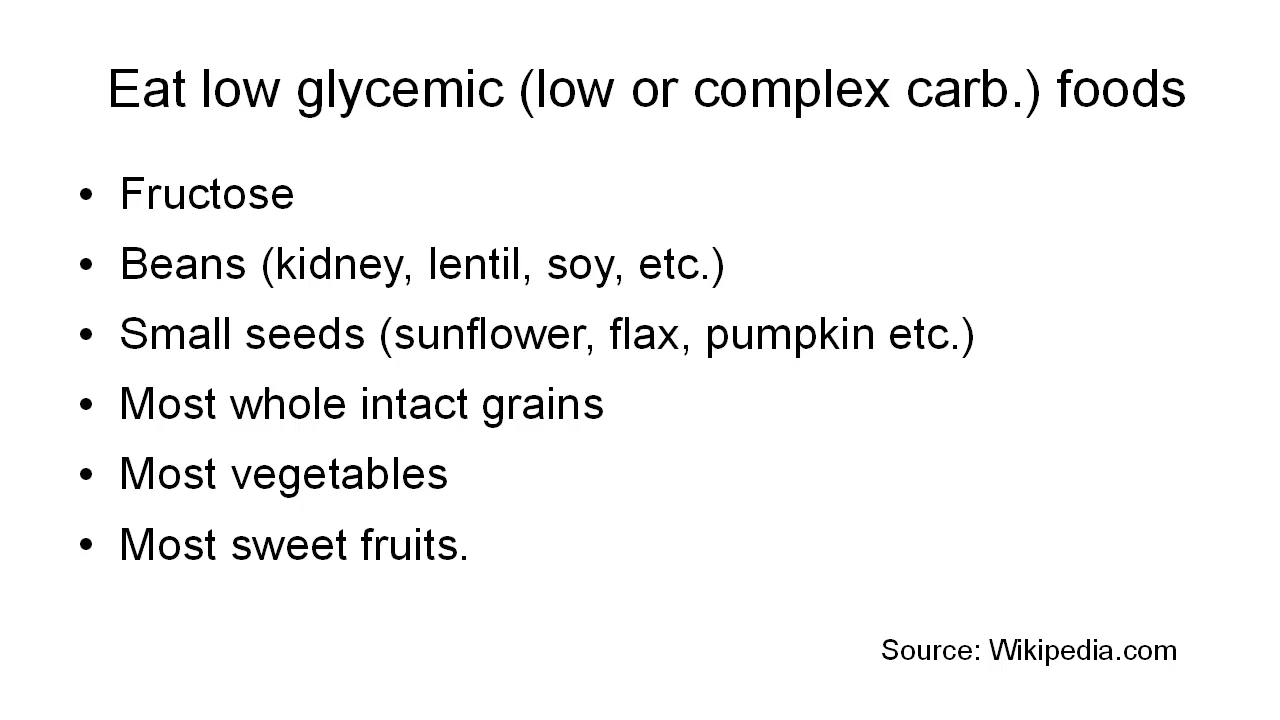 Eat low glycemic (low or complex carb.) foods
• Fructose
• Beans (kidney, lentil, soy, etc.)
• Small seeds (sunflower, flax, pumpkin etc.)
• Most whole intact grains
• Most vegetables
• Most sweet fruits.
Source: Wikipedia.com